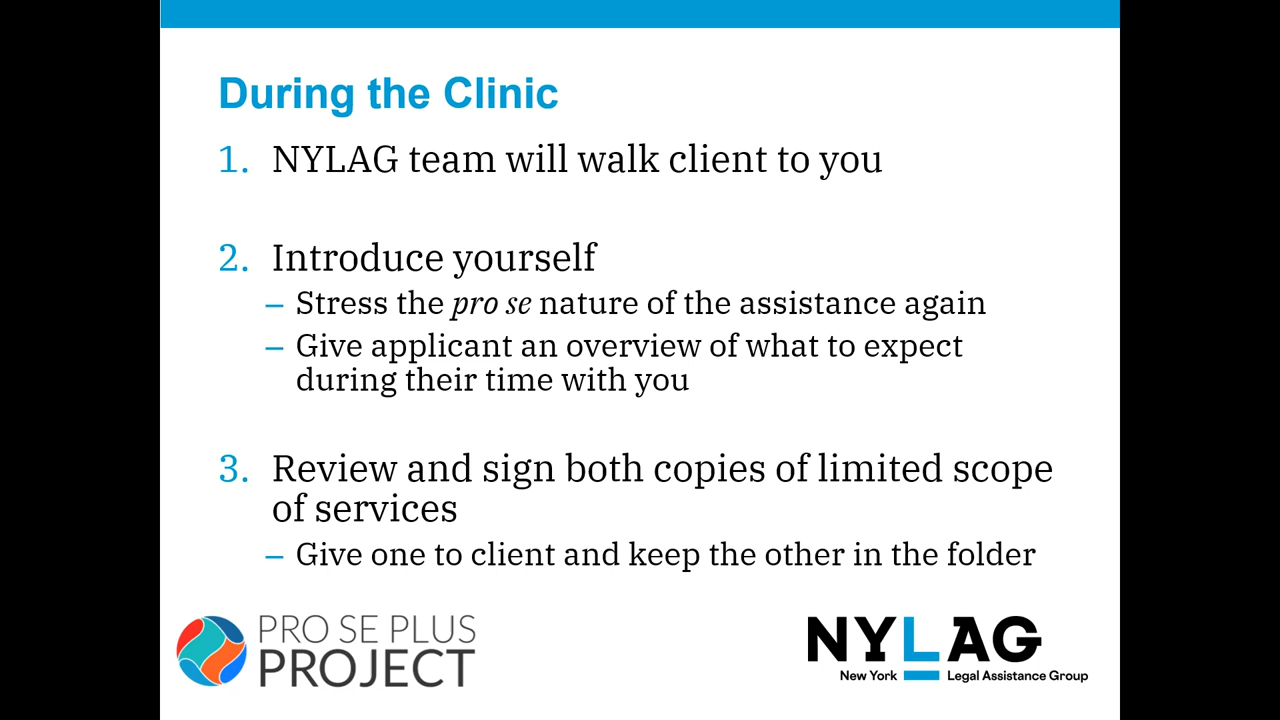 During the Clinic
1. NYLAG team will walk client to you
2. Introduce yourself
– Stress the pro se nature of the assistance again
– Give applicant an overview of what to expect
during their time with you
3. Review and sign both copies of limited scope
of services
– Give one to client and keep the other in the folder
PRO SE PLUS
PROJECT
NYLAG
New York Legal Assistance Group